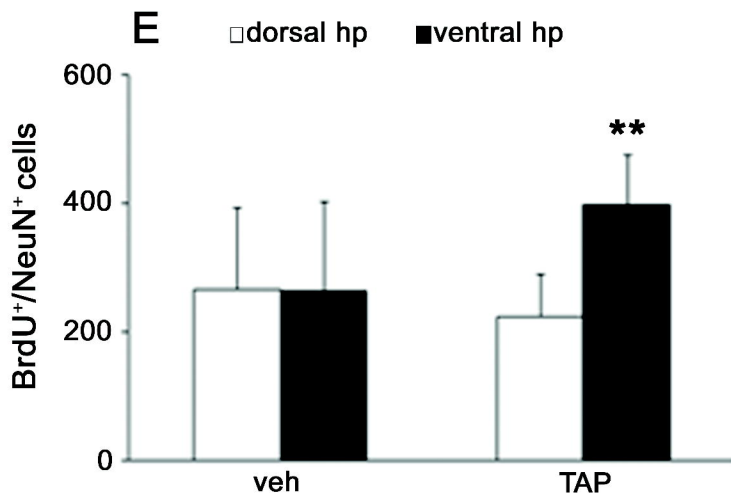 E
dorsal hp ventral hp
600
**
400
200
0
BrdU⁺/NeuN⁺ cells
veh TAP